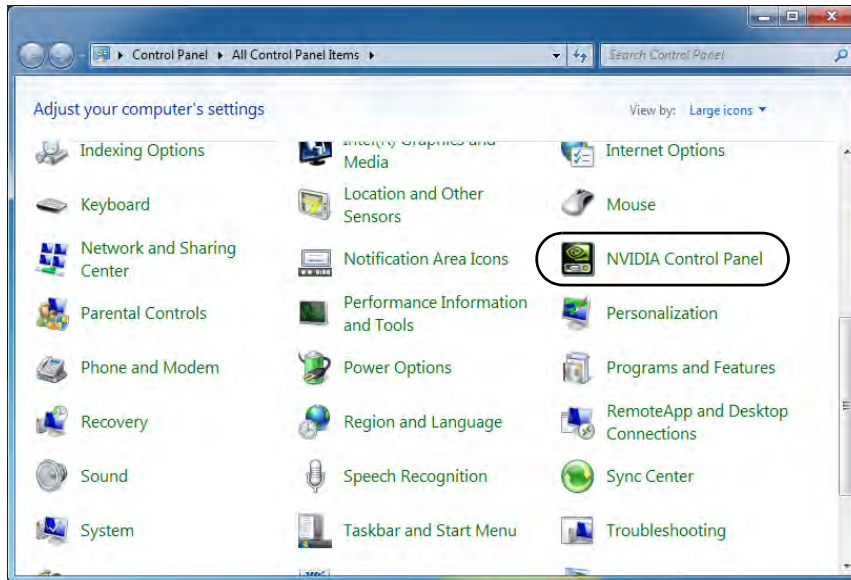 Control Panel ▸ All Control Panel Items ▸
Search Control Panel
Adjust your computer's settings
View by: Large icons
Indexing Options
Intel(R) Graphics and
Media
Internet Options
Keyboard
Location and Other
Sensors
Mouse
Network and Sharing
Center
Notification Area Icons
NVIDIA Control Panel
Parental Controls
Performance Information
and Tools
Personalization
Phone and Modem
Power Options
Programs and Features
Recovery
Region and Language
RemoteApp and Desktop
Connections
Sound
Speech Recognition
Sync Center
System
Taskbar and Start Menu
Troubleshooting